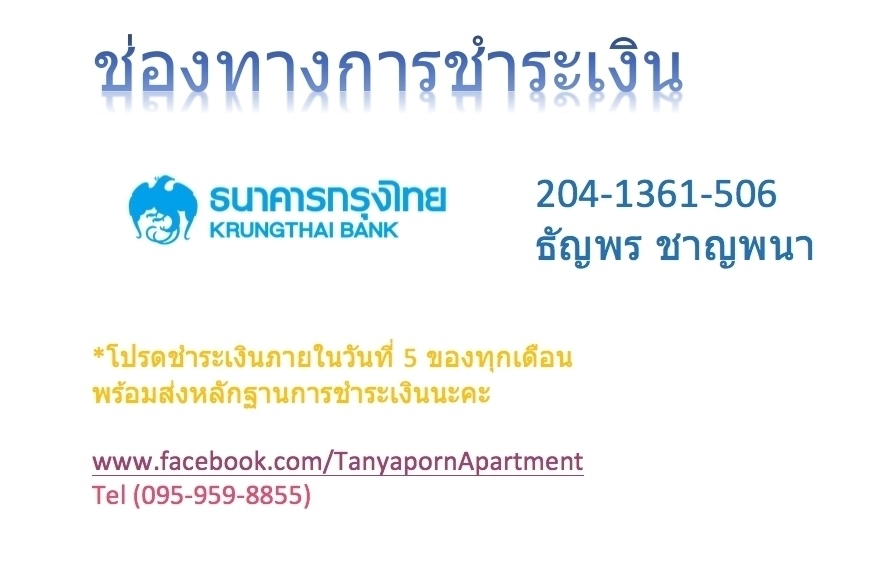 ช่องทางการชำระเงิน
ธนาคารกรุงไทย
KRUNGTHAI BANK
204-1361-506
ธัญพร ชาญพนา
*โปรดชำระเงินภายในวันที่ 5 ของทุกเดือน
พร้อมส่งหลักฐานการชำระเงินนะคะ
www.facebook.com/TanyapornApartment
Tel (095-959-8855)